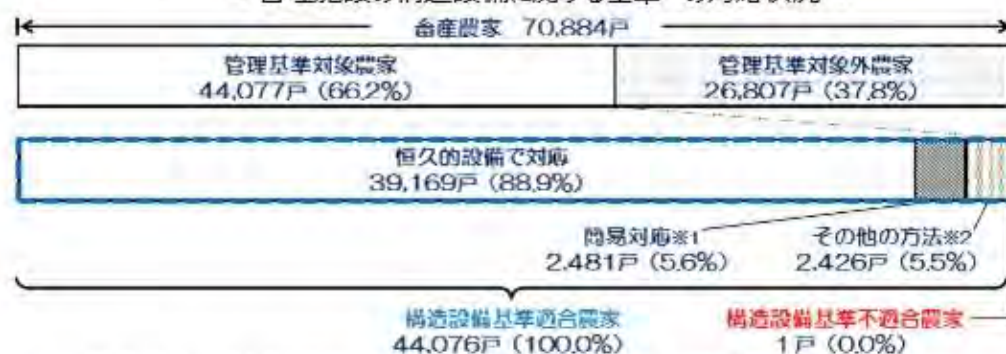 畜産農家 70,884戸
管理基準対象農家
44,077戸 (66.2%)
管理基準対象外農家
26,807戸 (37.8%)
恒久的設備で対応
39,169戸 (88.9%)
簡易対応※1
2,481戸 (5.6%)
その他の方法※2
2,426戸 (5.5%)
構造設備基準適合農家
44,076戸 (100.0%)
構造設備基準不適合農家
1戸 (0.0%)